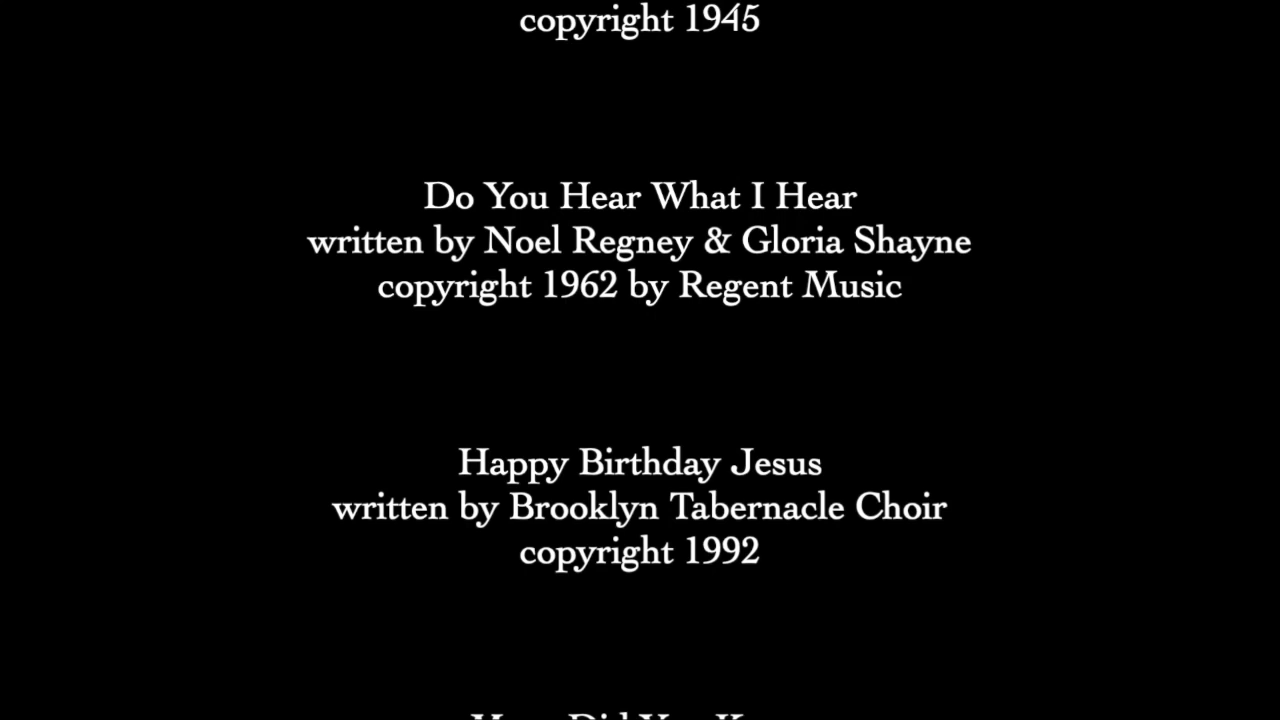 copyright 1945
Do You Hear What I Hear
written by Noel Regney & Gloria Shayne
copyright 1962 by Regent Music
Happy Birthday Jesus
written by Brooklyn Tabernacle Choir
copyright 1992